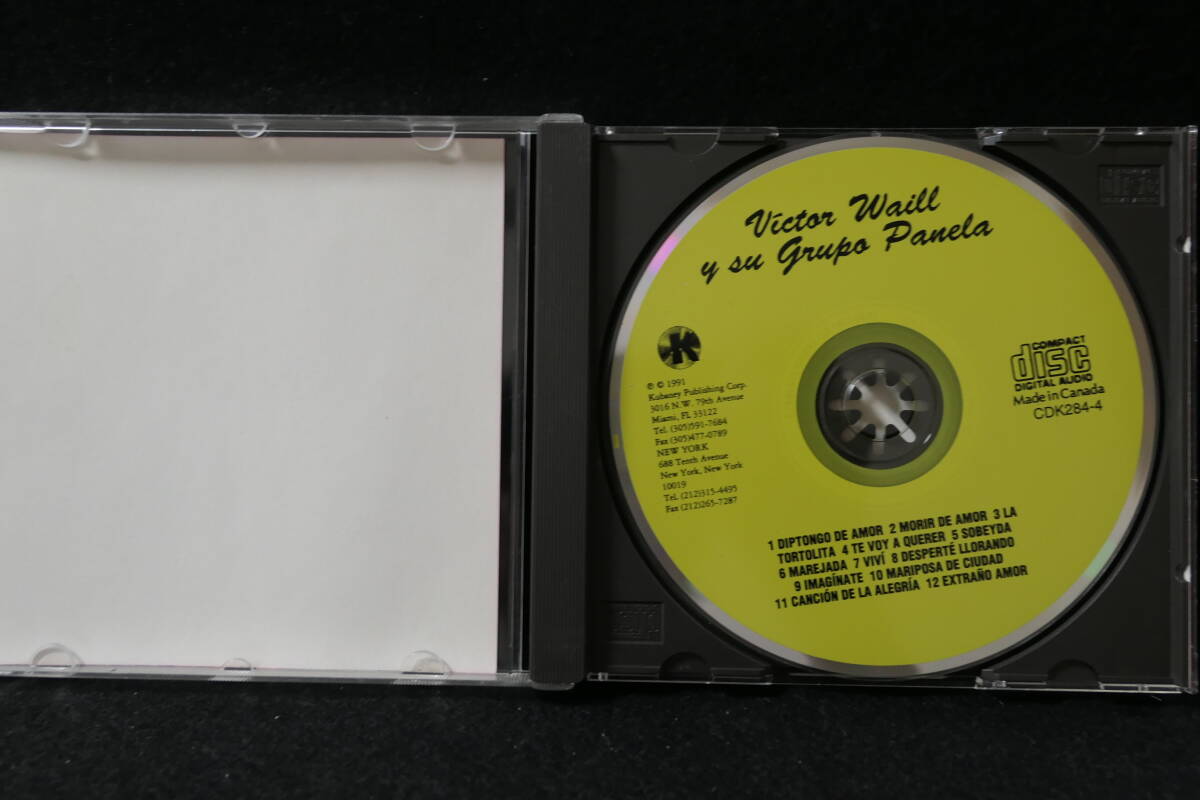 Víctor Waill
y su Grupo Panela
K
℗ © 1991
Kubaney Publishing Corp.
3016 N.W. 79th Avenue
Miami, FL 33122
Tel. (305)591-7684
Fax (305)477-0789
NEW YORK
688 Tenth Avenue
New York, New York
10019
Tel. (212)315-4495
Fax (212)265-7287
COMPACT
disc
DIGITAL AUDIO
Made in Canada
CDK284-4
1 DIPTONGO DE AMOR 2 MORIR DE AMOR 3 LA
TORTOLITA 4 TE VOY A QUERER 5 SOBEYDA
6 MAREJADA 7 VIVÍ 8 DESPERTÉ LLORANDO
9 IMAGÍNATE 10 MARIPOSA DE CIUDAD
11 CANCIÓN DE LA ALEGRÍA 12 EXTRAÑO AMOR